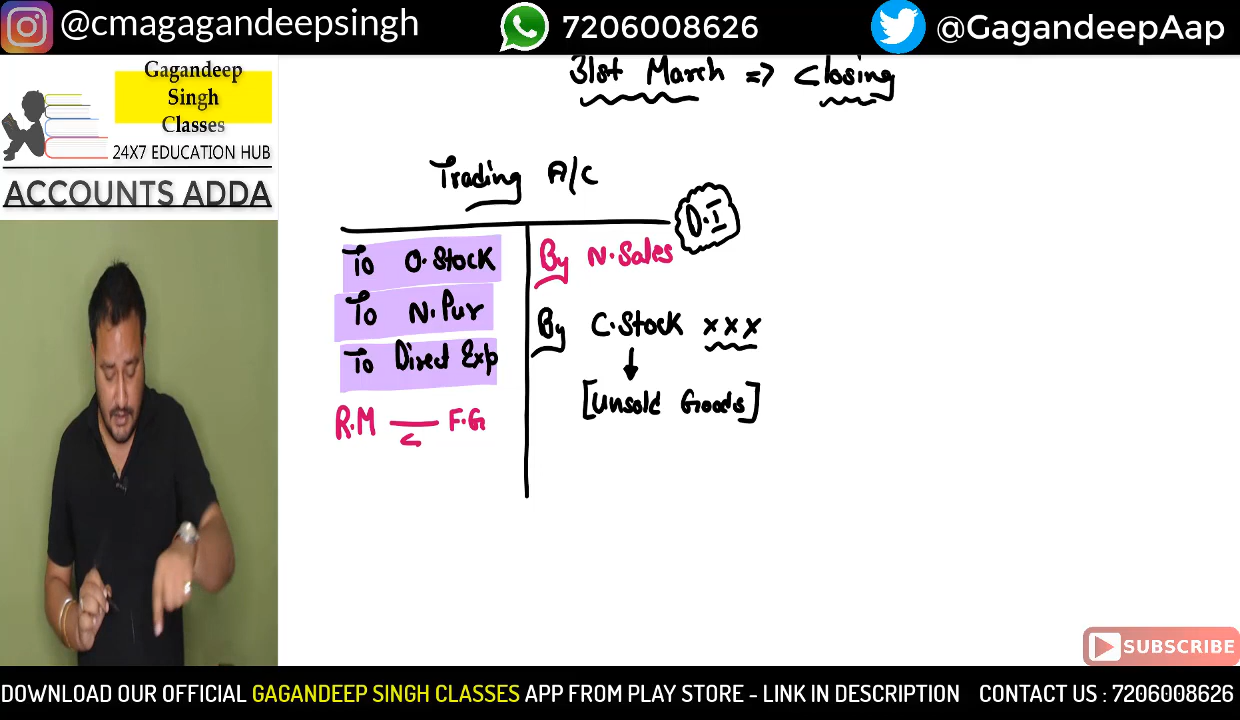 @cmagagandeepsingh 7206008626 @GagandeepAap
Gagandeep
Singh
Classes
24X7 EDUCATION HUB
ACCOUNTS ADDA
31st March => Closing
Trading A/C
D.I
To O.Stock By N.Sales
To N.Pur By C.Stock xxx
To Direct Exp
[Unsold Goods]
R.M F.G
SUBSCRIBE
DOWNLOAD OUR OFFICIAL GAGANDEEP SINGH CLASSES APP FROM PLAY STORE - LINK IN DESCRIPTION CONTACT US : 7206008626